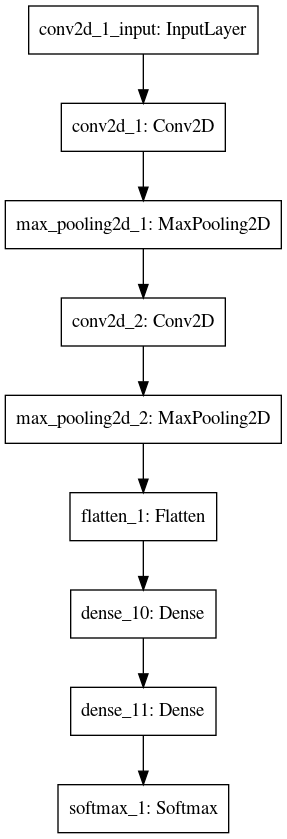 conv2d_1_input: InputLayer
conv2d_1: Conv2D
max_pooling2d_1: MaxPooling2D
conv2d_2: Conv2D
max_pooling2d_2: MaxPooling2D
flatten_1: Flatten
dense_10: Dense
dense_11: Dense
softmax_1: Softmax